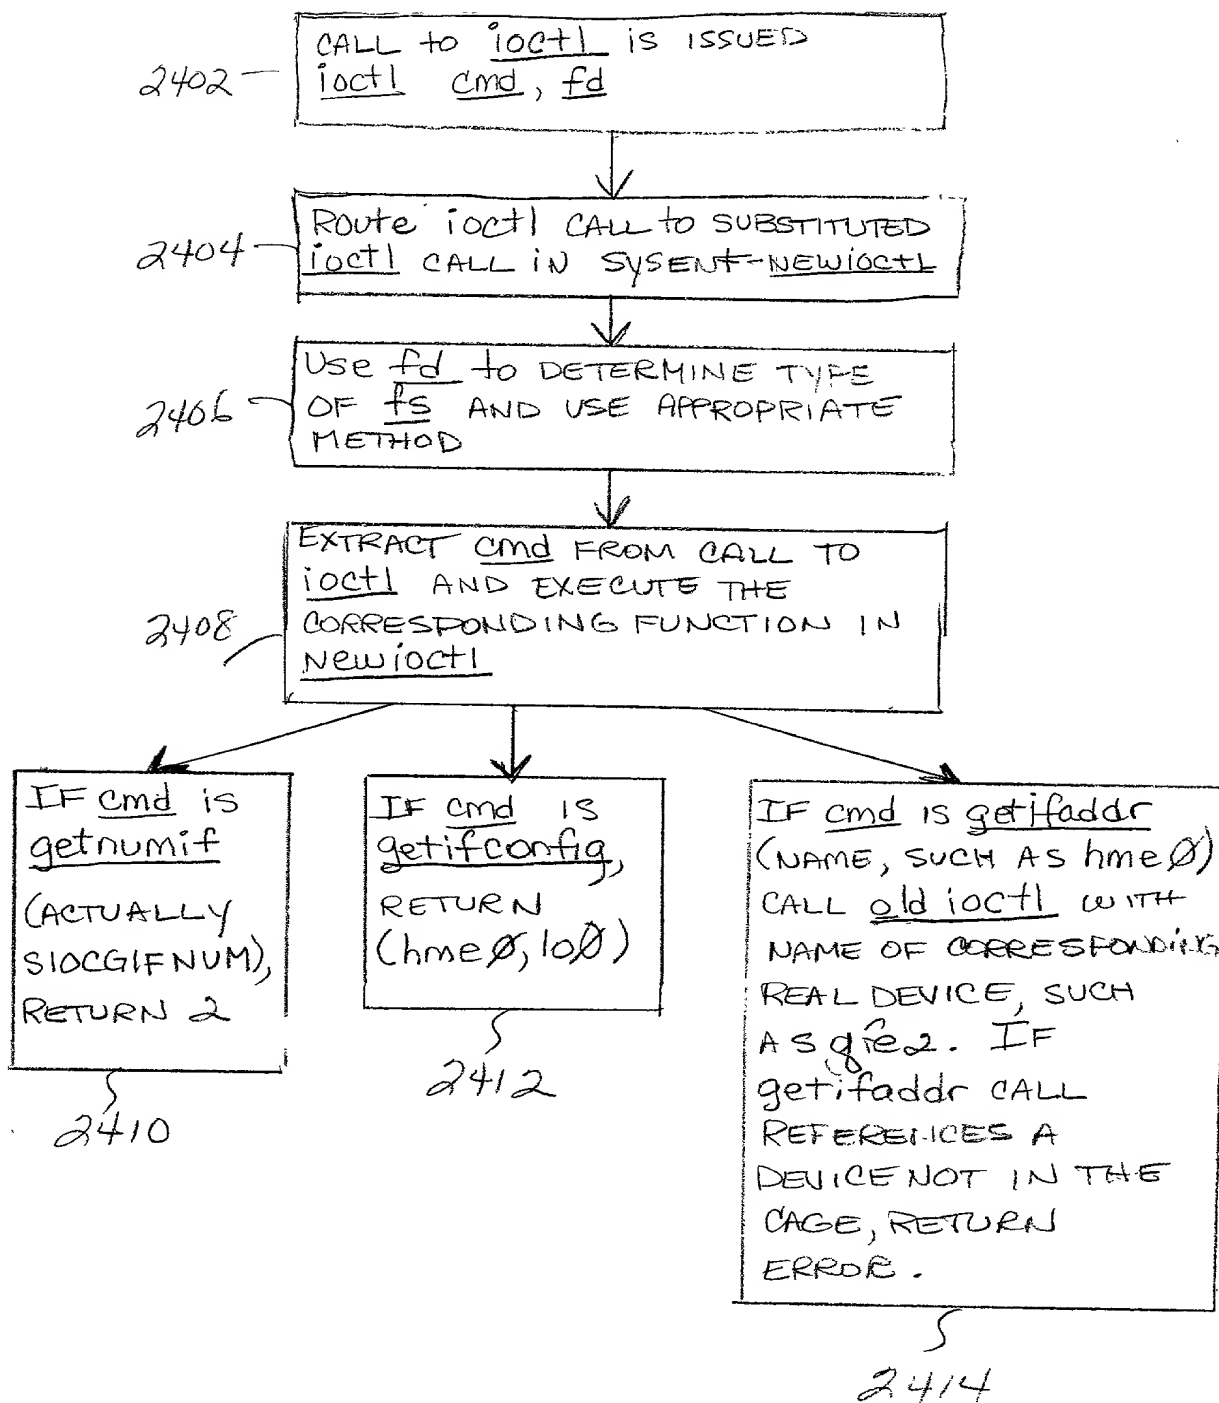 CALL to ioctl is ISSUED
ioctl cmd, fd
2402
Route ioctl CALL to SUBSTITUTED
ioctl CALL IN SYSENT-NEWIOCTL
2404
Use fd to DETERMINE TYPE
OF fs AND USE APPROPRIATE
METHOD
2406
EXTRACT cmd FROM CALL TO
ioctl AND EXECUTE THE
CORRESPONDING FUNCTION IN
Newioctl
2408
IF cmd is
getnumif
(ACTUALLY
SIOCGIFNUM),
RETURN 2
2410
IF cmd is
getifconfig,
RETURN
(hme0, lo0)
2412
IF cmd is getifaddr
(NAME, SUCH AS hme0)
CALL old ioctl WITH
NAME OF CORRESPONDING
REAL DEVICE, SUCH
AS qfe2. IF
getifaddr CALL
REFERENCES A
DEVICE NOT IN THE
CAGE, RETURN
ERROR.
2414